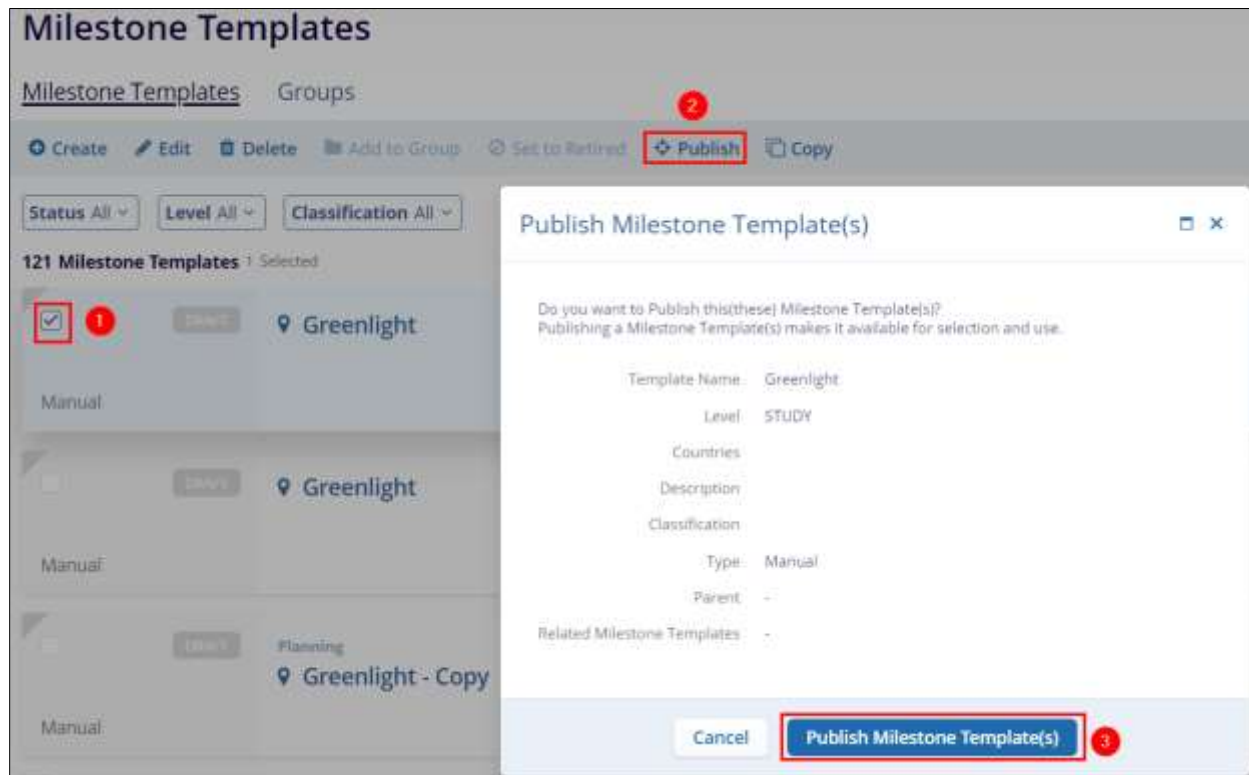 Milestone Templates
Milestone Templates Groups
2
Create Edit Delete Add to Group Set to Retired Publish Copy
Status All Level All Classification All
121 Milestone Templates 1 Selected
1 DRAFT Greenlight
Manual
DRAFT Greenlight
Manual
DRAFT Planning
Greenlight - Copy
Manual
Publish Milestone Template(s)
Do you want to Publish this(these) Milestone Template(s)?
Publishing a Milestone Template(s) makes it available for selection and use.
Template Name Greenlight
Level STUDY
Countries
Description
Classification
Type Manual
Parent -
Related Milestone Templates -
Cancel Publish Milestone Template(s) 3